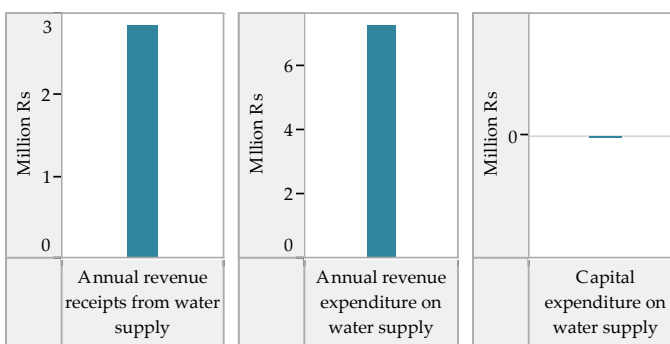 Million Rs
3
2
1
0
Annual revenue
receipts from water
supply
Million Rs
6
4
2
0
Annual revenue
expenditure on
water supply
Million Rs
0
Capital
expenditure on
water supply